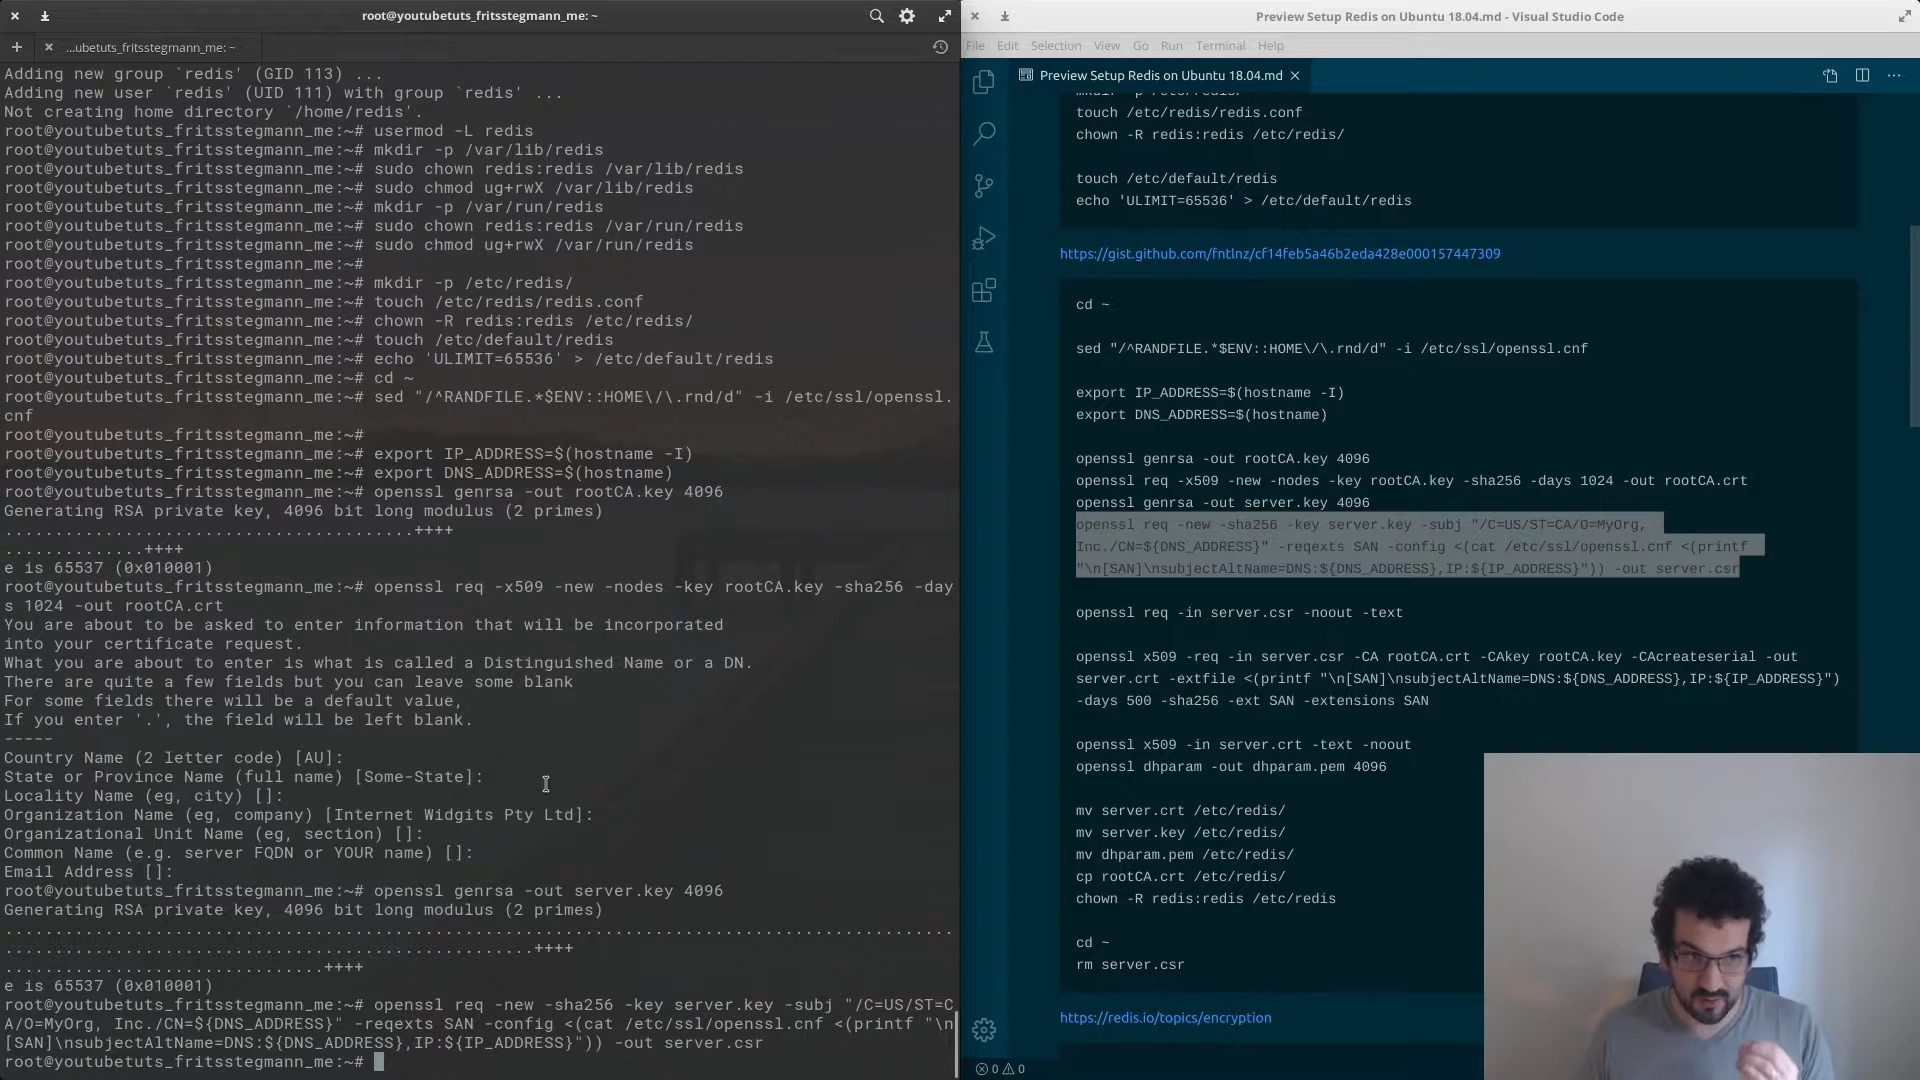 root@youtubetuts_fritsstegmann_me: ~
...ubetuts_fritsstegmann_me: ~
Adding new group `redis' (GID 113) ...
Adding new user `redis' (UID 111) with group `redis' ...
Not creating home directory `/home/redis'.
root@youtubetuts_fritsstegmann_me:~# usermod -L redis
root@youtubetuts_fritsstegmann_me:~# mkdir -p /var/lib/redis
root@youtubetuts_fritsstegmann_me:~# sudo chown redis:redis /var/lib/redis
root@youtubetuts_fritsstegmann_me:~# sudo chmod ug+rwX /var/lib/redis
root@youtubetuts_fritsstegmann_me:~# mkdir -p /var/run/redis
root@youtubetuts_fritsstegmann_me:~# sudo chown redis:redis /var/run/redis
root@youtubetuts_fritsstegmann_me:~# sudo chmod ug+rwX /var/run/redis
root@youtubetuts_fritsstegmann_me:~#
root@youtubetuts_fritsstegmann_me:~# mkdir -p /etc/redis/
root@youtubetuts_fritsstegmann_me:~# touch /etc/redis/redis.conf
root@youtubetuts_fritsstegmann_me:~# chown -R redis:redis /etc/redis/
root@youtubetuts_fritsstegmann_me:~# touch /etc/default/redis
root@youtubetuts_fritsstegmann_me:~# echo 'ULIMIT=65536' > /etc/default/redis
root@youtubetuts_fritsstegmann_me:~# cd ~
root@youtubetuts_fritsstegmann_me:~# sed "/^RANDFILE.*$ENV::HOME\/\.rnd/d" -i /etc/ssl/openssl.
cnf
root@youtubetuts_fritsstegmann_me:~#
root@youtubetuts_fritsstegmann_me:~# export IP_ADDRESS=$(hostname -I)
root@youtubetuts_fritsstegmann_me:~# export DNS_ADDRESS=$(hostname)
root@youtubetuts_fritsstegmann_me:~# openssl genrsa -out rootCA.key 4096
Generating RSA private key, 4096 bit long modulus (2 primes)
.........................................++++
..............++++
e is 65537 (0x010001)
root@youtubetuts_fritsstegmann_me:~# openssl req -x509 -new -nodes -key rootCA.key -sha256 -day
s 1024 -out rootCA.crt
You are about to be asked to enter information that will be incorporated
into your certificate request.
What you are about to enter is what is called a Distinguished Name or a DN.
There are quite a few fields but you can leave some blank
For some fields there will be a default value,
If you enter '.', the field will be left blank.
-----
Country Name (2 letter code) [AU]:
State or Province Name (full name) [Some-State]:
Locality Name (eg, city) []:
Organization Name (eg, company) [Internet Widgits Pty Ltd]:
Organizational Unit Name (eg, section) []:
Common Name (e.g. server FQDN or YOUR name) []:
Email Address []:
root@youtubetuts_fritsstegmann_me:~# openssl genrsa -out server.key 4096
Generating RSA private key, 4096 bit long modulus (2 primes)
...............................................................................................
.....................................................++++
................................++++
e is 65537 (0x010001)
root@youtubetuts_fritsstegmann_me:~# openssl req -new -sha256 -key server.key -subj "/C=US/ST=C
A/O=MyOrg, Inc./CN=${DNS_ADDRESS}" -reqexts SAN -config <(cat /etc/ssl/openssl.cnf <(printf "\n
[SAN]\nsubjectAltName=DNS:${DNS_ADDRESS},IP:${IP_ADDRESS}")) -out server.csr
root@youtubetuts_fritsstegmann_me:~#
Preview Setup Redis on Ubuntu 18.04.md - Visual Studio Code
File Edit Selection View Go Run Terminal Help
Preview Setup Redis on Ubuntu 18.04.md
mkdir -p /etc/redis/
touch /etc/redis/redis.conf
chown -R redis:redis /etc/redis/
touch /etc/default/redis
echo 'ULIMIT=65536' > /etc/default/redis
https://gist.github.com/fntlnz/cf14feb5a46b2eda428e000157447309
cd ~
sed "/^RANDFILE.*$ENV::HOME\/\.rnd/d" -i /etc/ssl/openssl.cnf
export IP_ADDRESS=$(hostname -I)
export DNS_ADDRESS=$(hostname)
openssl genrsa -out rootCA.key 4096
openssl req -x509 -new -nodes -key rootCA.key -sha256 -days 1024 -out rootCA.crt
openssl genrsa -out server.key 4096
openssl req -new -sha256 -key server.key -subj "/C=US/ST=CA/O=MyOrg,
Inc./CN=${DNS_ADDRESS}" -reqexts SAN -config <(cat /etc/ssl/openssl.cnf <(printf
"\n[SAN]\nsubjectAltName=DNS:${DNS_ADDRESS},IP:${IP_ADDRESS}")) -out server.csr
openssl req -in server.csr -noout -text
openssl x509 -req -in server.csr -CA rootCA.crt -CAkey rootCA.key -CAcreateserial -out
server.crt -extfile <(printf "\n[SAN]\nsubjectAltName=DNS:${DNS_ADDRESS},IP:${IP_ADDRESS}")
-days 500 -sha256 -ext SAN -extensions SAN
openssl x509 -in server.crt -text -noout
openssl dhparam -out dhparam.pem 4096
mv server.crt /etc/redis/
mv server.key /etc/redis/
mv dhparam.pem /etc/redis/
cp rootCA.crt /etc/redis/
chown -R redis:redis /etc/redis
cd ~
rm server.csr
https://redis.io/topics/encryption
0 0